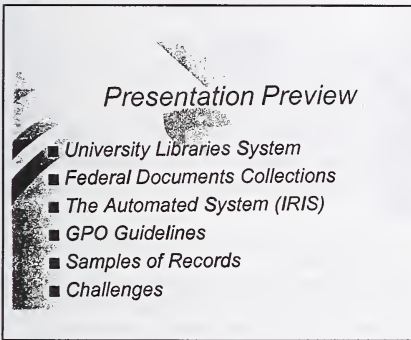 Presentation Preview
■ University Libraries System
■ Federal Documents Collections
■ The Automated System (IRIS)
■ GPO Guidelines
■ Samples of Records
■ Challenges